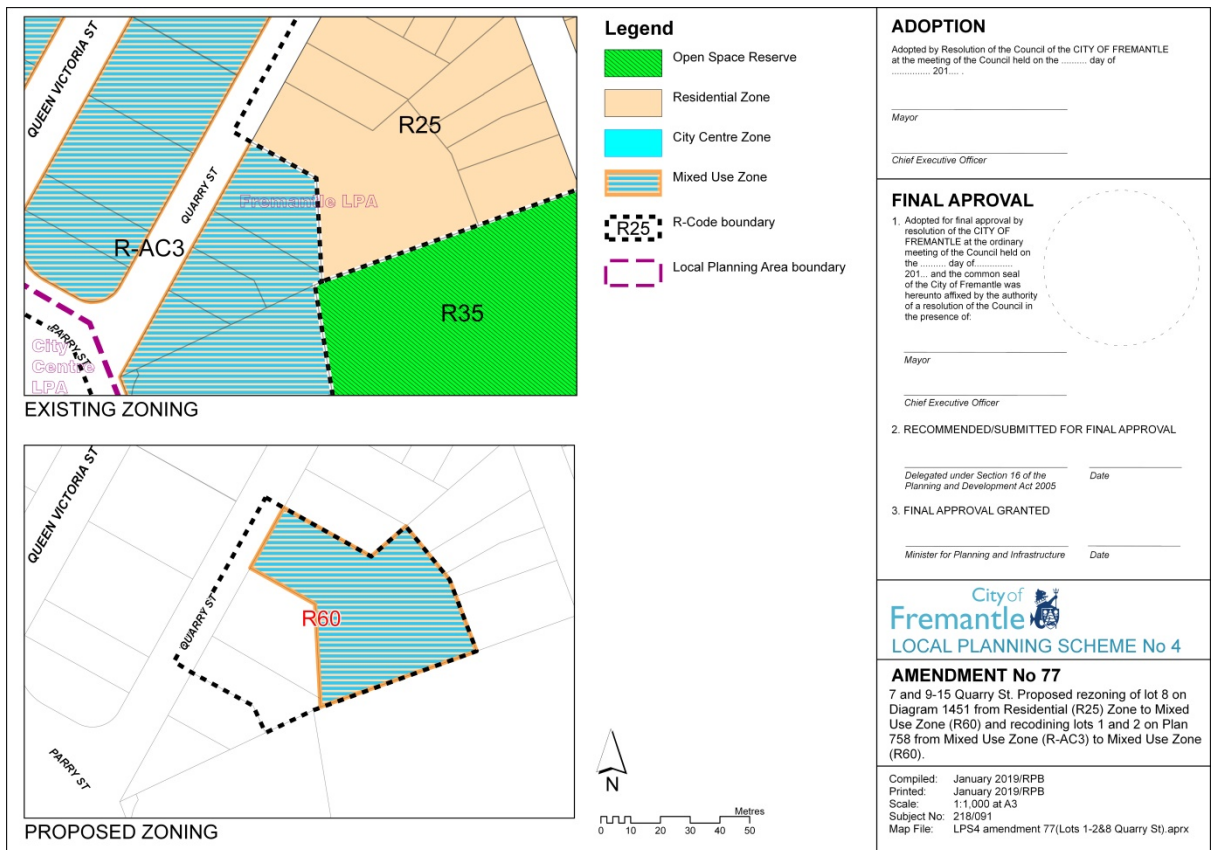 QUEEN VICTORIA ST
QUARRY ST
PARRY ST
R25
Fremantle LPA
R-AC3
R35
City
Centre
LPA
EXISTING ZONING
Legend
Open Space Reserve
Residential Zone
City Centre Zone
Mixed Use Zone
R25
R-Code boundary
Local Planning Area boundary
QUEEN VICTORIA ST
QUARRY ST
R60
PARRY ST
PROPOSED ZONING
N
Metres
0 10 20 30 40 50
ADOPTION
Adopted by Resolution of the Council of the CITY OF FREMANTLE
at the meeting of the Council held on the ......... day of
............... 201.... .
Mayor
Chief Executive Officer
FINAL APROVAL
1. Adopted for final approval by
resolution of the CITY OF
FREMANTLE at the ordinary
meeting of the Council held on
the ......... day of...............
201... and the common seal
of the City of Fremantle was
hereunto affixed by the authority
of a resolution of the Council in
the presence of:
Mayor
Chief Executive Officer
2. RECOMMENDED/SUBMITTED FOR FINAL APPROVAL
Delegated under Section 16 of the
Planning and Development Act 2005
Date
3. FINAL APPROVAL GRANTED
Minister for Planning and Infrastructure
Date
City of
Fremantle
LOCAL PLANNING SCHEME No 4
AMENDMENT No 77
7 and 9-15 Quarry St. Proposed rezoning of lot 8 on
Diagram 1451 from Residential (R25) Zone to Mixed
Use Zone (R60) and recodining lots 1 and 2 on Plan
758 from Mixed Use Zone (R-AC3) to Mixed Use Zone
(R60).
Compiled: January 2019/RPB
Printed: January 2019/RPB
Scale: 1:1,000 at A3
Subject No: 218/091
Map File: LPS4 amendment 77(Lots 1-2&8 Quarry St).aprx